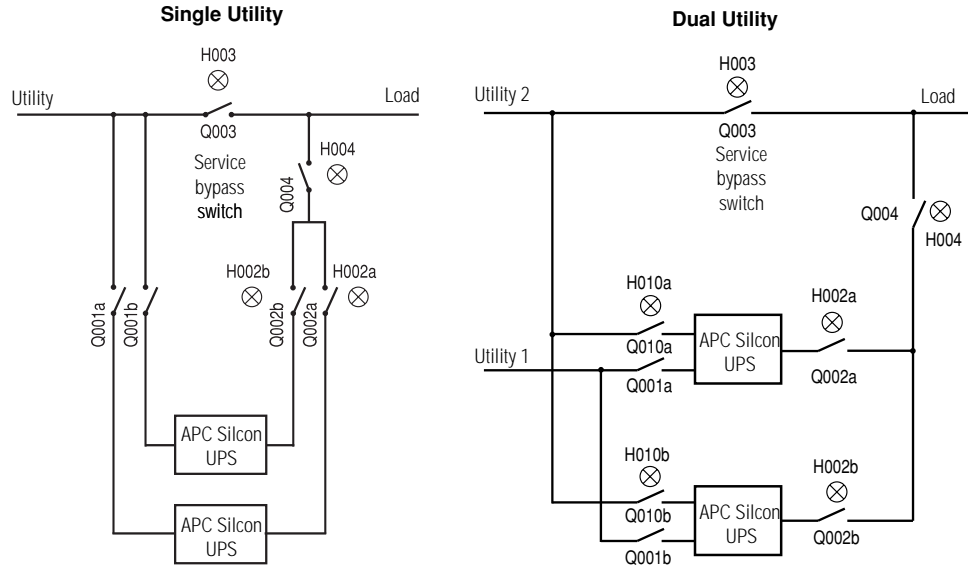 Single Utility
H003
Utility
Load
Q003
Service
bypass
switch
H004
Q004
H002b
H002a
Q001a
Q001b
Q002b
Q002a
APC Silcon
UPS
APC Silcon
UPS
Dual Utility
H003
Utility 2
Load
Q003
Service
bypass
switch
Q004
H004
H010a
H002a
Q010a
APC Silcon
UPS
Utility 1
Q001a
Q002a
H010b
H002b
Q010b
APC Silcon
UPS
Q001b
Q002b